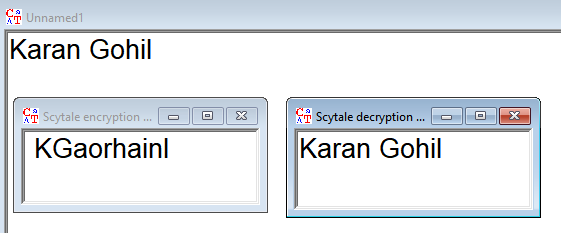 Unnamed1
Karan Gohil
Scytale encryption ...
KGaorhainl
Scytale decryption ...
Karan Gohil